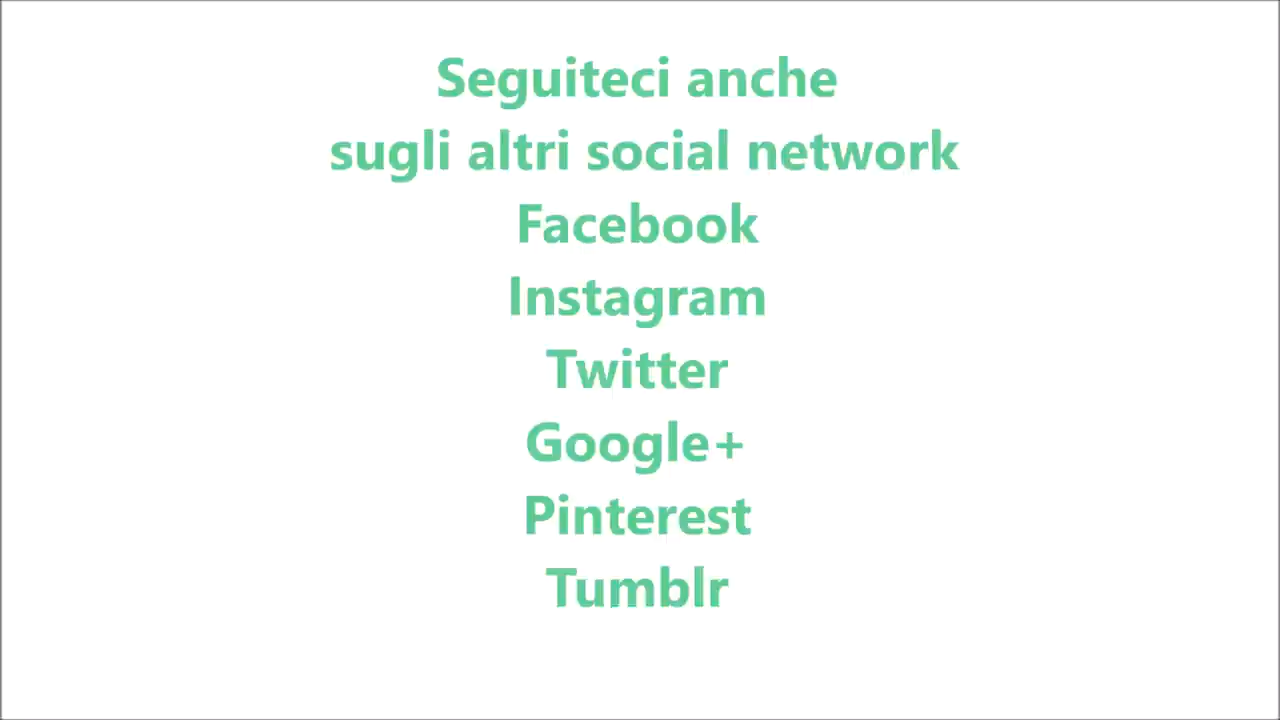 Seguiteci anche
sugli altri social network
Facebook
Instagram
Twitter
Google+
Pinterest
Tumblr